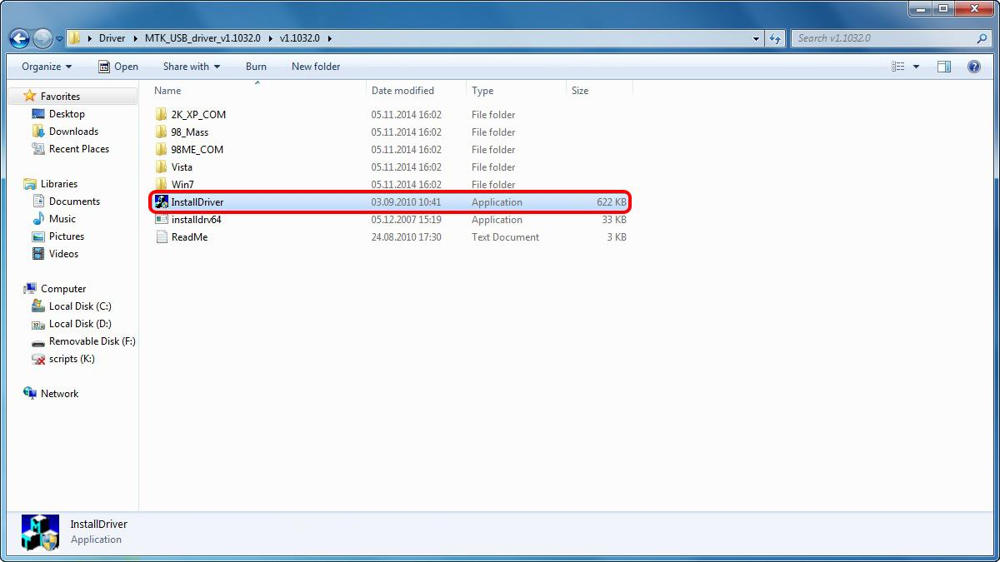 Driver MTK_USB_driver_v1.1032.0 v1.1032.0 Search v1.1032.0
Organize Open Share with Burn New folder
Favorites
Desktop
Downloads
Recent Places
Libraries
Documents
Music
Pictures
Videos
Computer
Local Disk (C:)
Local Disk (D:)
Removable Disk (F:)
scripts (K:)
Network
Name Date modified Type Size
2K_XP_COM 05.11.2014 16:02 File folder
98_Mass 05.11.2014 16:02 File folder
98ME_COM 05.11.2014 16:02 File folder
Vista 05.11.2014 16:02 File folder
Win7 05.11.2014 16:02 File folder
InstallDriver 03.09.2010 10:41 Application 622 KB
installdrv64 05.12.2007 15:19 Application 33 KB
ReadMe 24.08.2010 17:30 Text Document 3 KB
InstallDriver
Application